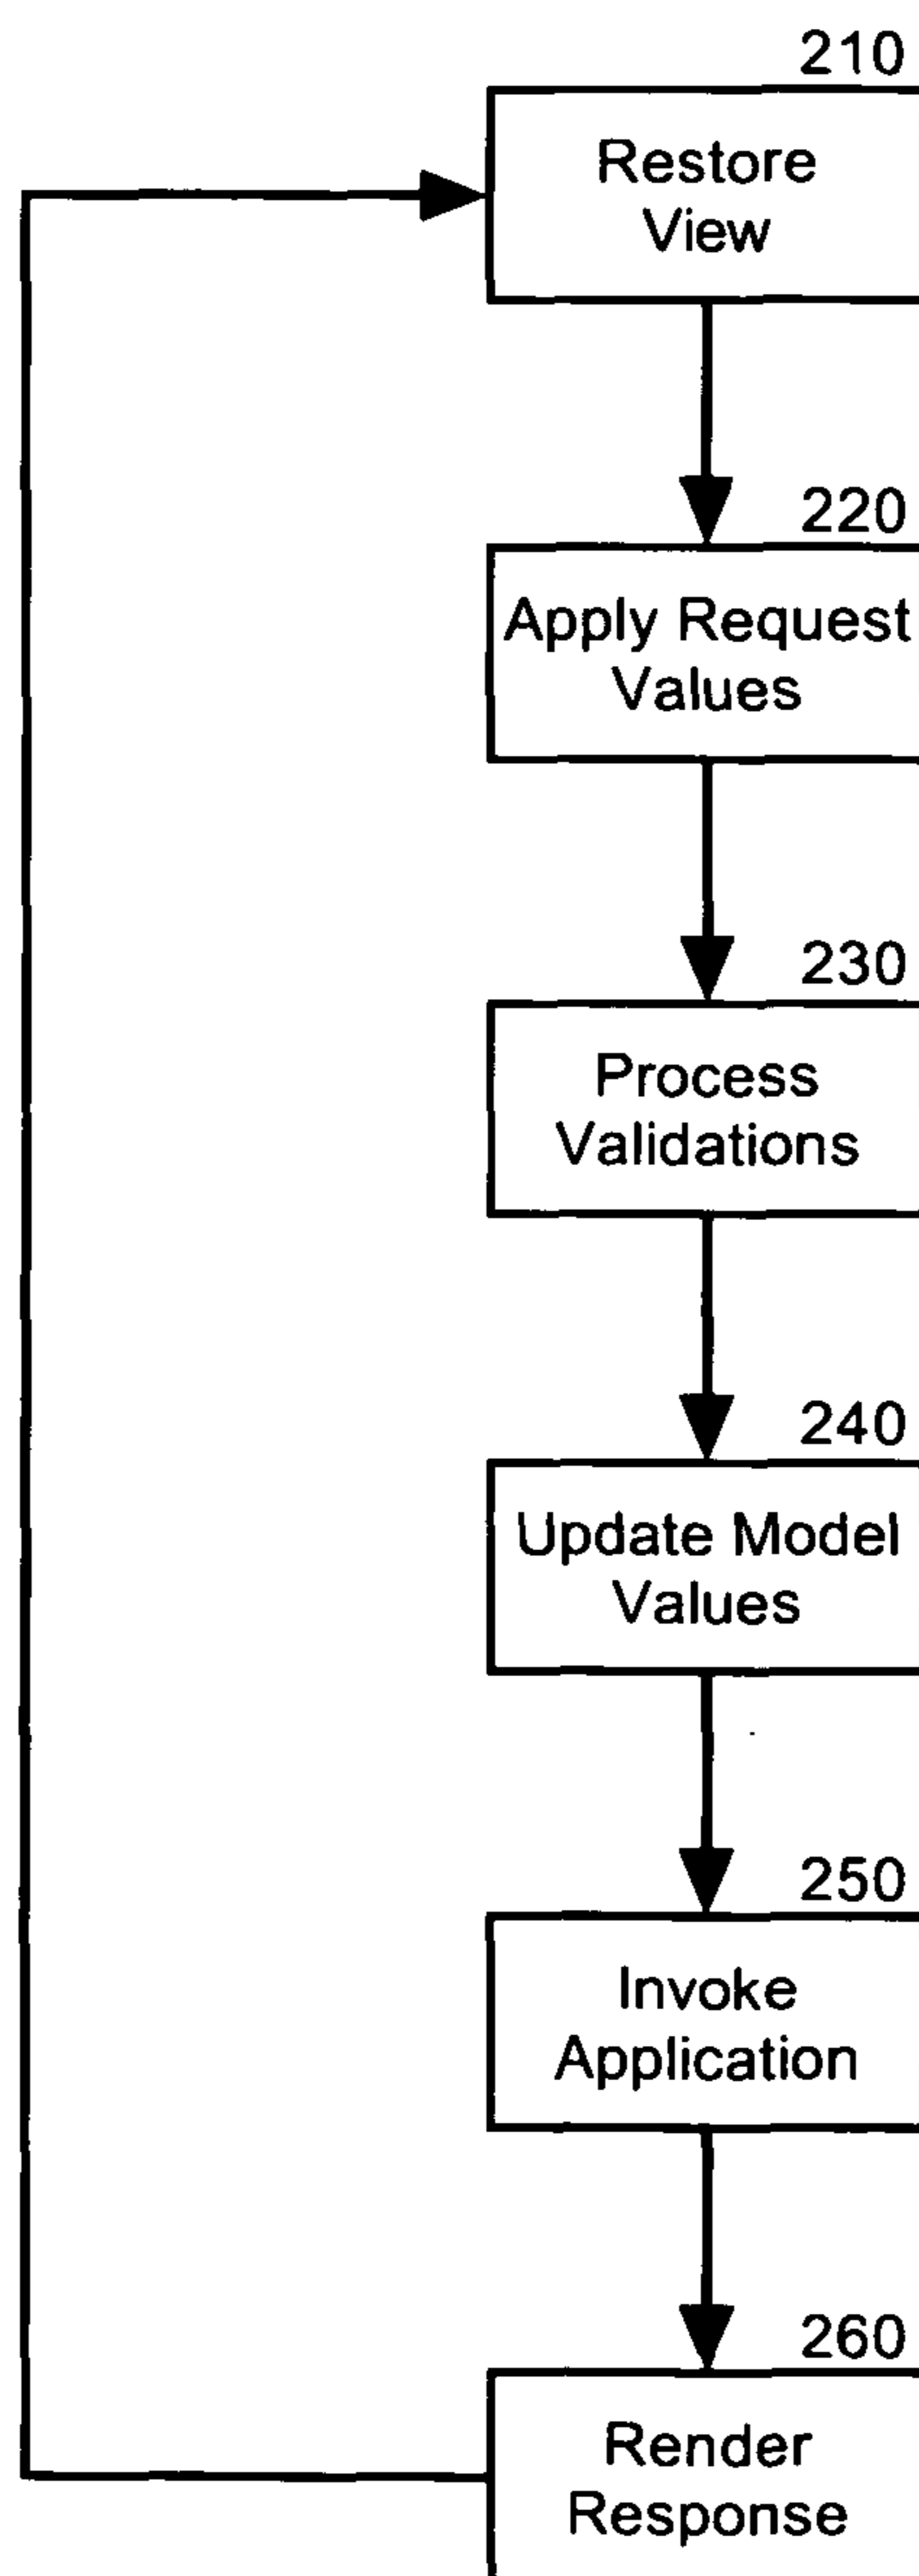 210
Restore
View
220
Apply Request
Values
230
Process
Validations
240
Update Model
Values
250
Invoke
Application
260
Render
Response